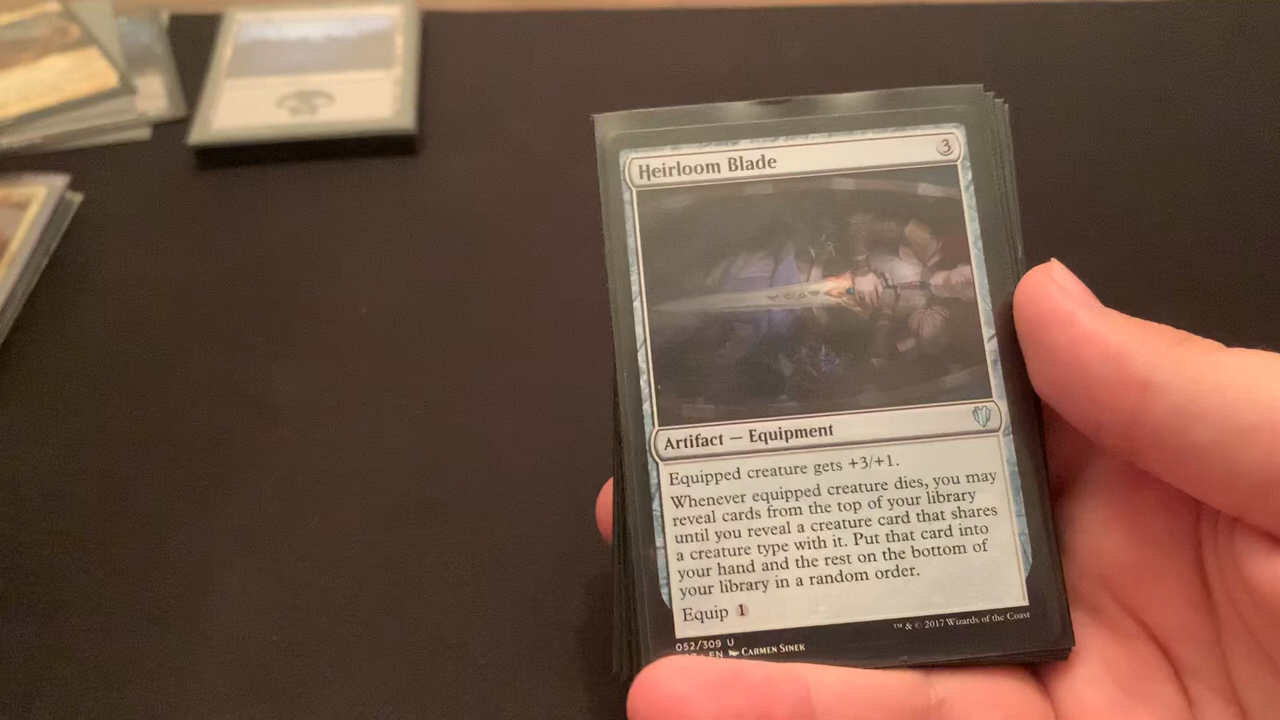 Heirloom Blade 3
Artifact — Equipment
Equipped creature gets +3/+1.
Whenever equipped creature dies, you may
reveal cards from the top of your library
until you reveal a creature card that shares
a creature type with it. Put that card into
your hand and the rest on the bottom of
your library in a random order.
Equip 1
™ & © 2017 Wizards of the Coast
052/309 U
EN Carmen Sinek